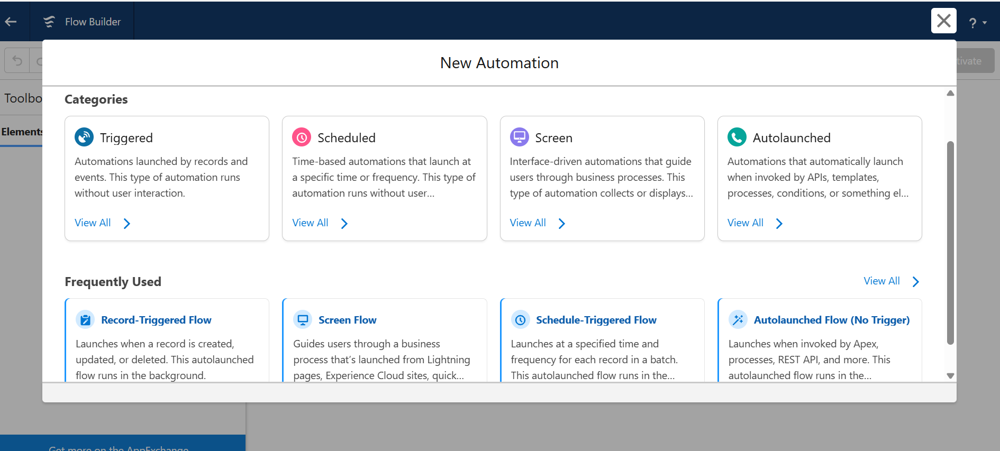 Flow Builder
?
New Automation
tivate
Toolbo
Elements
Categories
Triggered
Automations launched by records and
events. This type of automation runs
without user interaction.
View All
Scheduled
Time-based automations that launch at
a specific time or frequency. This type of
automation runs without user...
View All
Screen
Interface-driven automations that guide
users through business processes. This
type of automation collects or displays...
View All
Autolaunched
Automations that automatically launch
when invoked by APIs, templates,
processes, conditions, or something el...
View All
Frequently Used
View All
Record-Triggered Flow
Launches when a record is created,
updated, or deleted. This autolaunched
flow runs in the background.
Screen Flow
Guides users through a business
process that’s launched from Lightning
pages, Experience Cloud sites, quick...
Schedule-Triggered Flow
Launches at a specified time and
frequency for each record in a batch.
This autolaunched flow runs in the...
Autolaunched Flow (No Trigger)
Launches when invoked by Apex,
processes, REST API, and more. This
autolaunched flow runs in the...
Get more on the AppExchange